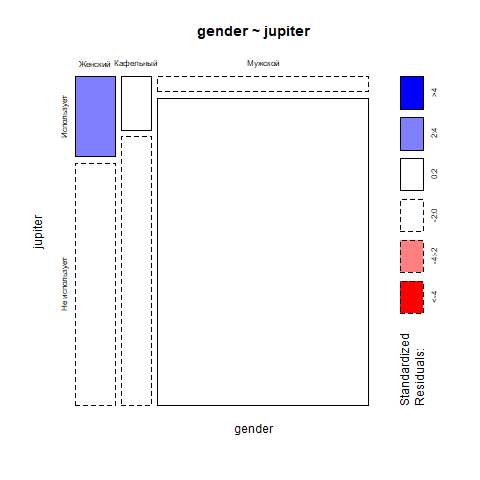 gender ~ jupiter
Женский
Кафельный
Мужской
Использует
Не использует
jupiter
gender
>4
2:4
0:2
-2:0
-4:-2
<-4
Standardized
Residuals: